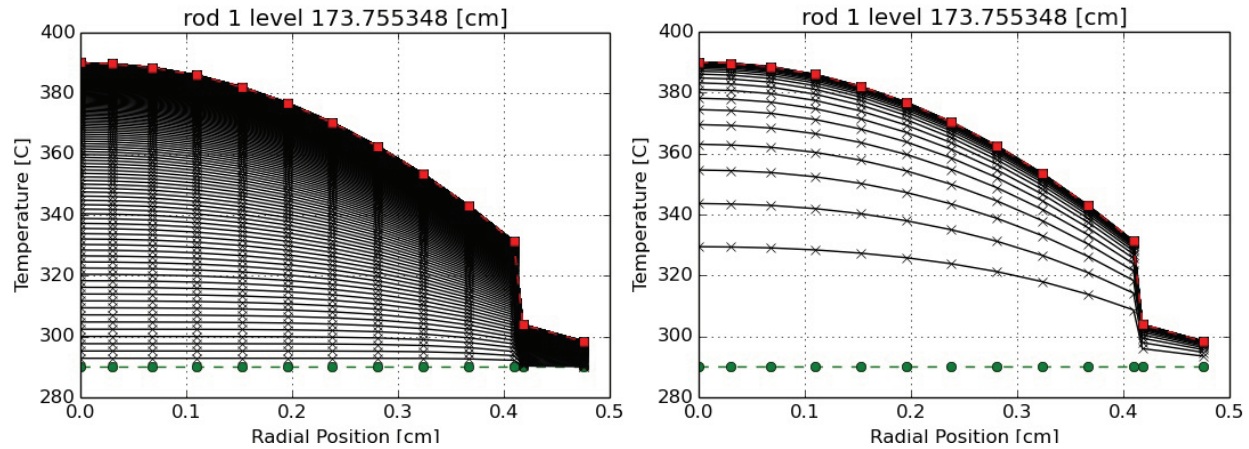 rod 1 level 173.755348 [cm]
400
380
360
340
320
300
280
Temperature [C]
0.0 0.1 0.2 0.3 0.4 0.5
Radial Position [cm]
rod 1 level 173.755348 [cm]
400
380
360
340
320
300
280
Temperature [C]
0.0 0.1 0.2 0.3 0.4 0.5
Radial Position [cm]